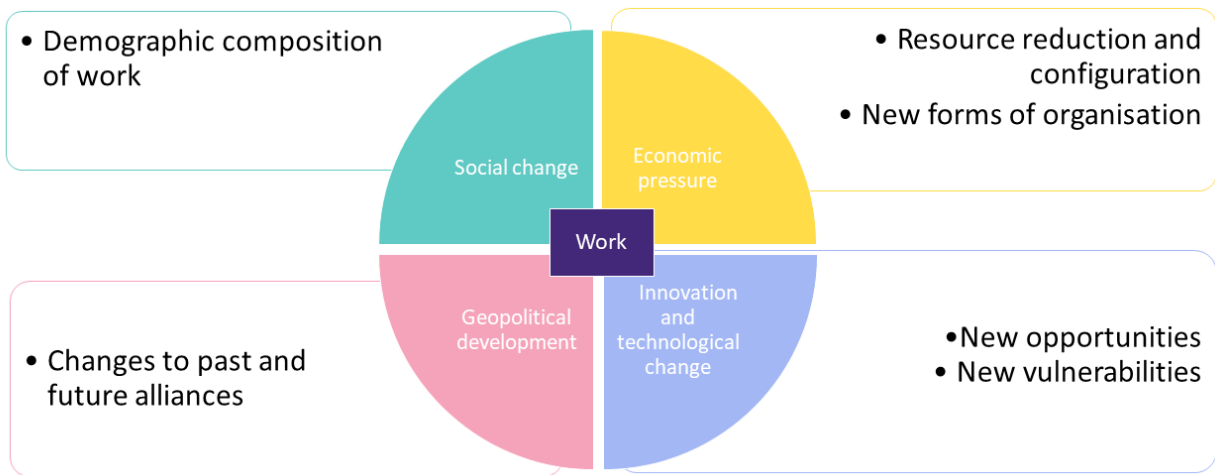 • Demographic composition
of work
• Resource reduction and
configuration
• New forms of organisation
Social change
Economic
pressure
Work
Geopolitical
development
Innovation
and
technological
change
• Changes to past and
future alliances
•New opportunities
• New vulnerabilities